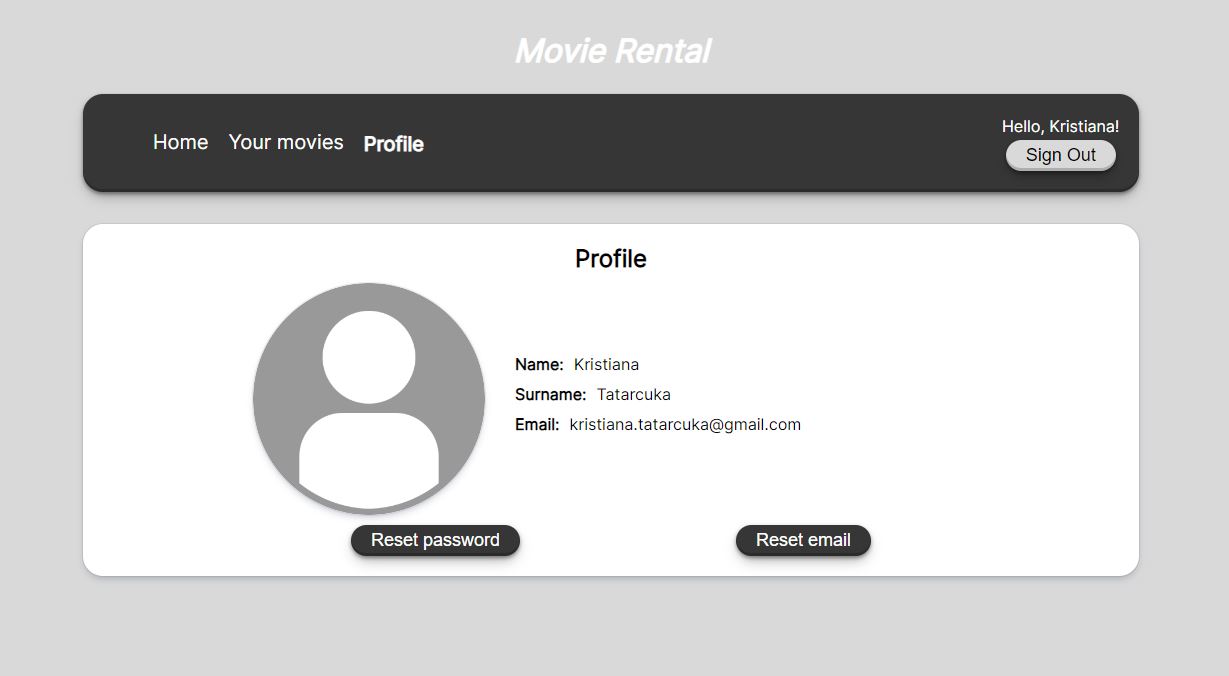 Movie Rental
Home Your movies Profile
Hello, Kristiana!
Sign Out
Profile
Name: Kristiana
Surname: Tatarcuka
Email: kristiana.tatarcuka@gmail.com
Reset password Reset email